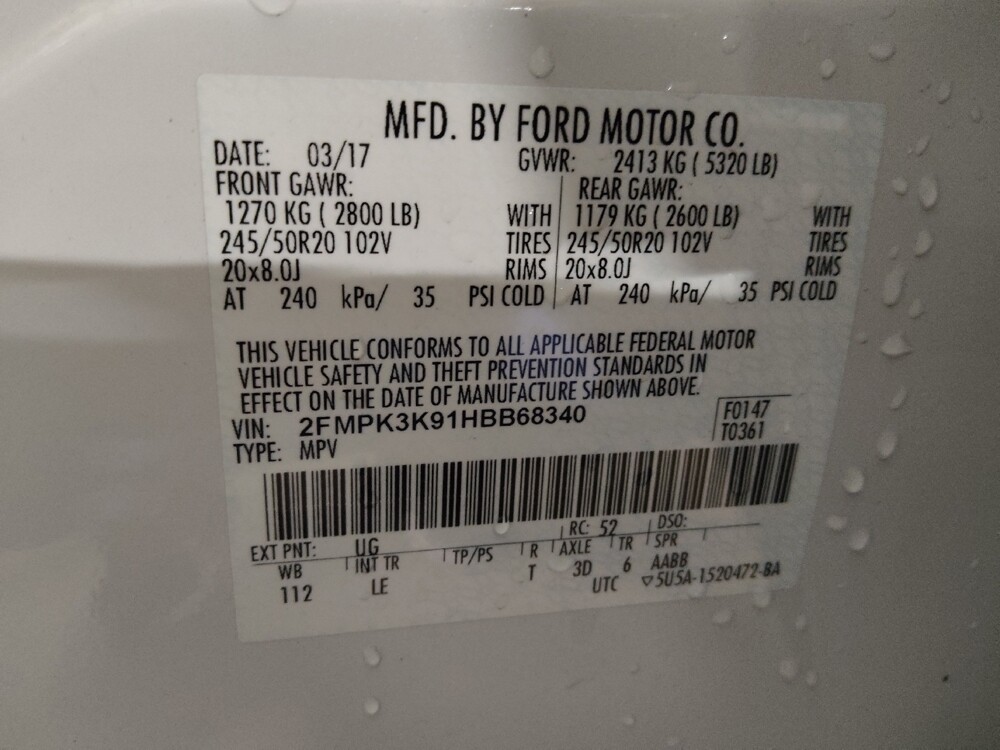 MFD. BY FORD MOTOR CO.
DATE: 03/17 GVWR: 2413 KG ( 5320 LB)
FRONT GAWR: REAR GAWR:
1270 KG ( 2800 LB) WITH 1179 KG ( 2600 LB) WITH
245/50R20 102V TIRES 245/50R20 102V TIRES
20x8.0J RIMS 20x8.0J RIMS
AT 240 kPa/ 35 PSI COLD AT 240 kPa/ 35 PSI COLD
THIS VEHICLE CONFORMS TO ALL APPLICABLE FEDERAL MOTOR
VEHICLE SAFETY AND THEFT PREVENTION STANDARDS IN
EFFECT ON THE DATE OF MANUFACTURE SHOWN ABOVE.
VIN: 2FMPK3K91HBB68340 F0147
TYPE: MPV T0361
EXT PNT: UG RC: 52 DSO:
WB INT TR TP/PS R AXLE TR SPR
112 LE T 3D 6 AABB
UTC ▽5U5A-1520472-BA